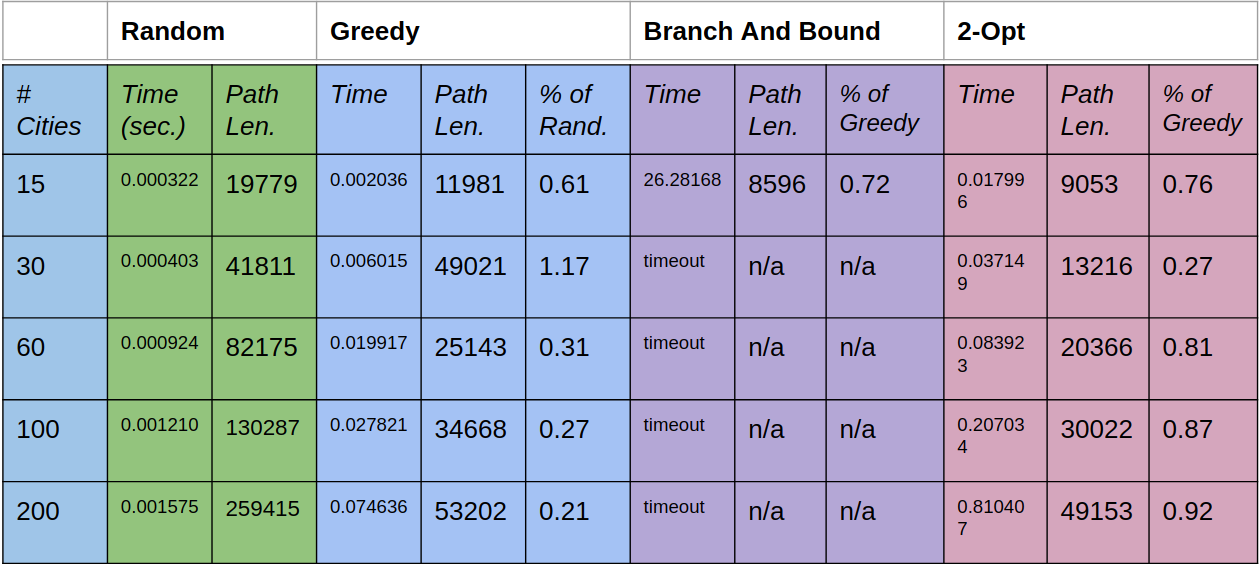 Random Greedy Branch And Bound 2-Opt
# Cities Time (sec.) Path Len. Time Path Len. % of Rand. Time Path Len. % of Greedy Time Path Len. % of Greedy
15 0.000322 19779 0.002036 11981 0.61 26.28168 8596 0.72 0.017996 9053 0.76
30 0.000403 41811 0.006015 49021 1.17 timeout n/a n/a 0.037149 13216 0.27
60 0.000924 82175 0.019917 25143 0.31 timeout n/a n/a 0.083923 20366 0.81
100 0.001210 130287 0.027821 34668 0.27 timeout n/a n/a 0.207034 30022 0.87
200 0.001575 259415 0.074636 53202 0.21 timeout n/a n/a 0.810407 49153 0.92